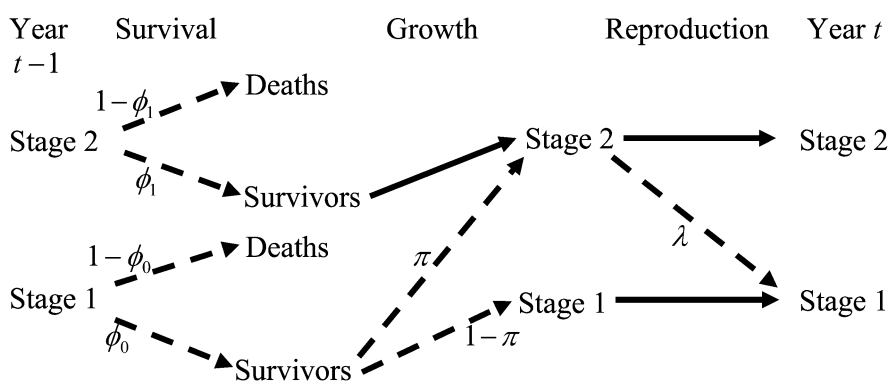 Year Survival Growth Reproduction Year t
t−1
Deaths
1−ϕ₁
Stage 2 Stage 2 Stage 2
ϕ₁
Survivors
Deaths
1−ϕ₀
π λ
Stage 1 Stage 1 Stage 1
ϕ₀
1−π
Survivors